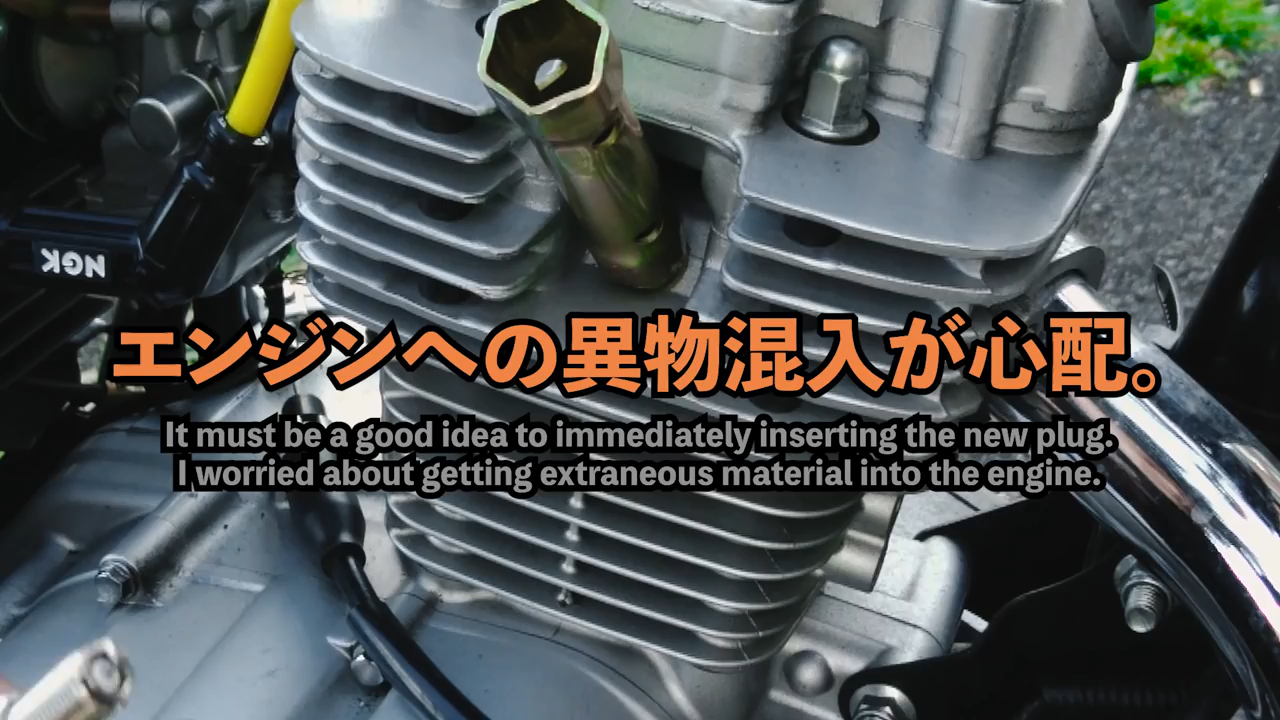 NGK
エンジンへの異物混入が心配。
It must be a good idea to immediately inserting the new plug.
I worried about getting extraneous material into the engine.